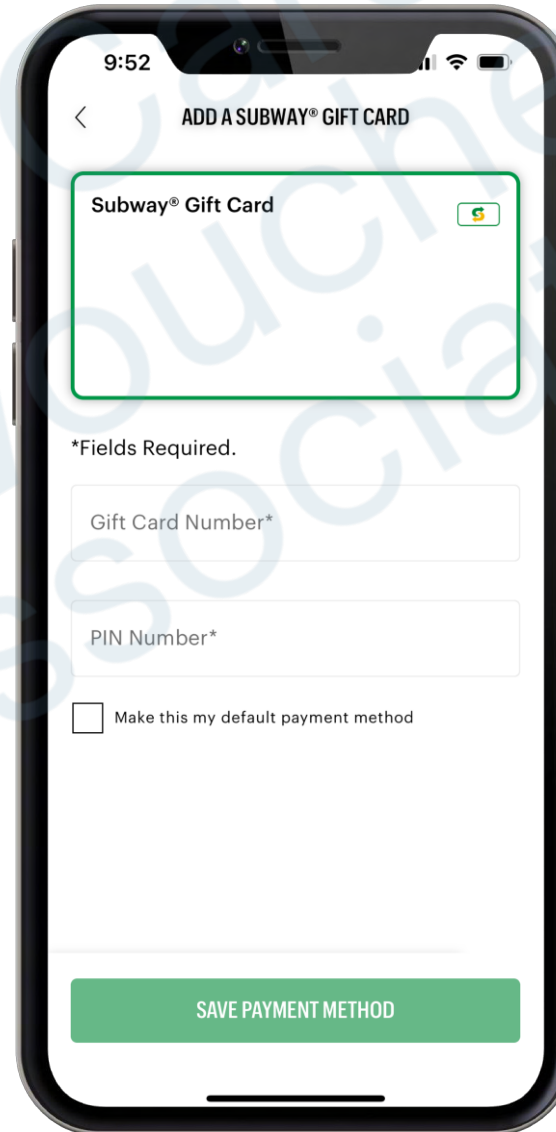 9:52
ADD A SUBWAY® GIFT CARD
Subway® Gift Card
*Fields Required.
Gift Card Number*
PIN Number*
Make this my default payment method
SAVE PAYMENT METHOD